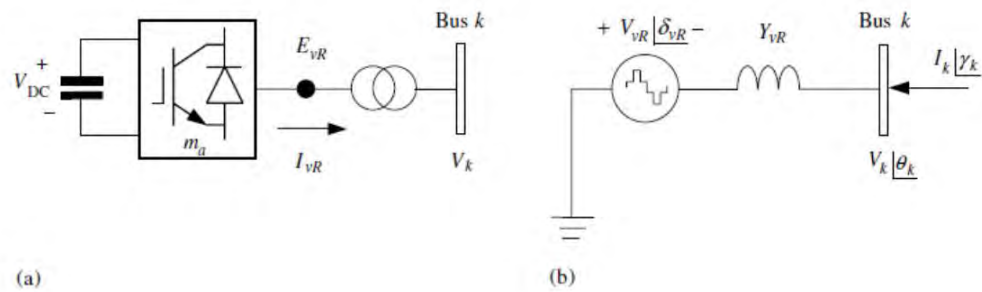 Bus k
E_vR
+
V_DC
−
m_a
I_vR
V_k
(a)
+ V_vR|δ_vR −
Y_vR
Bus k
I_k|γ_k
V_k|θ_k
(b)